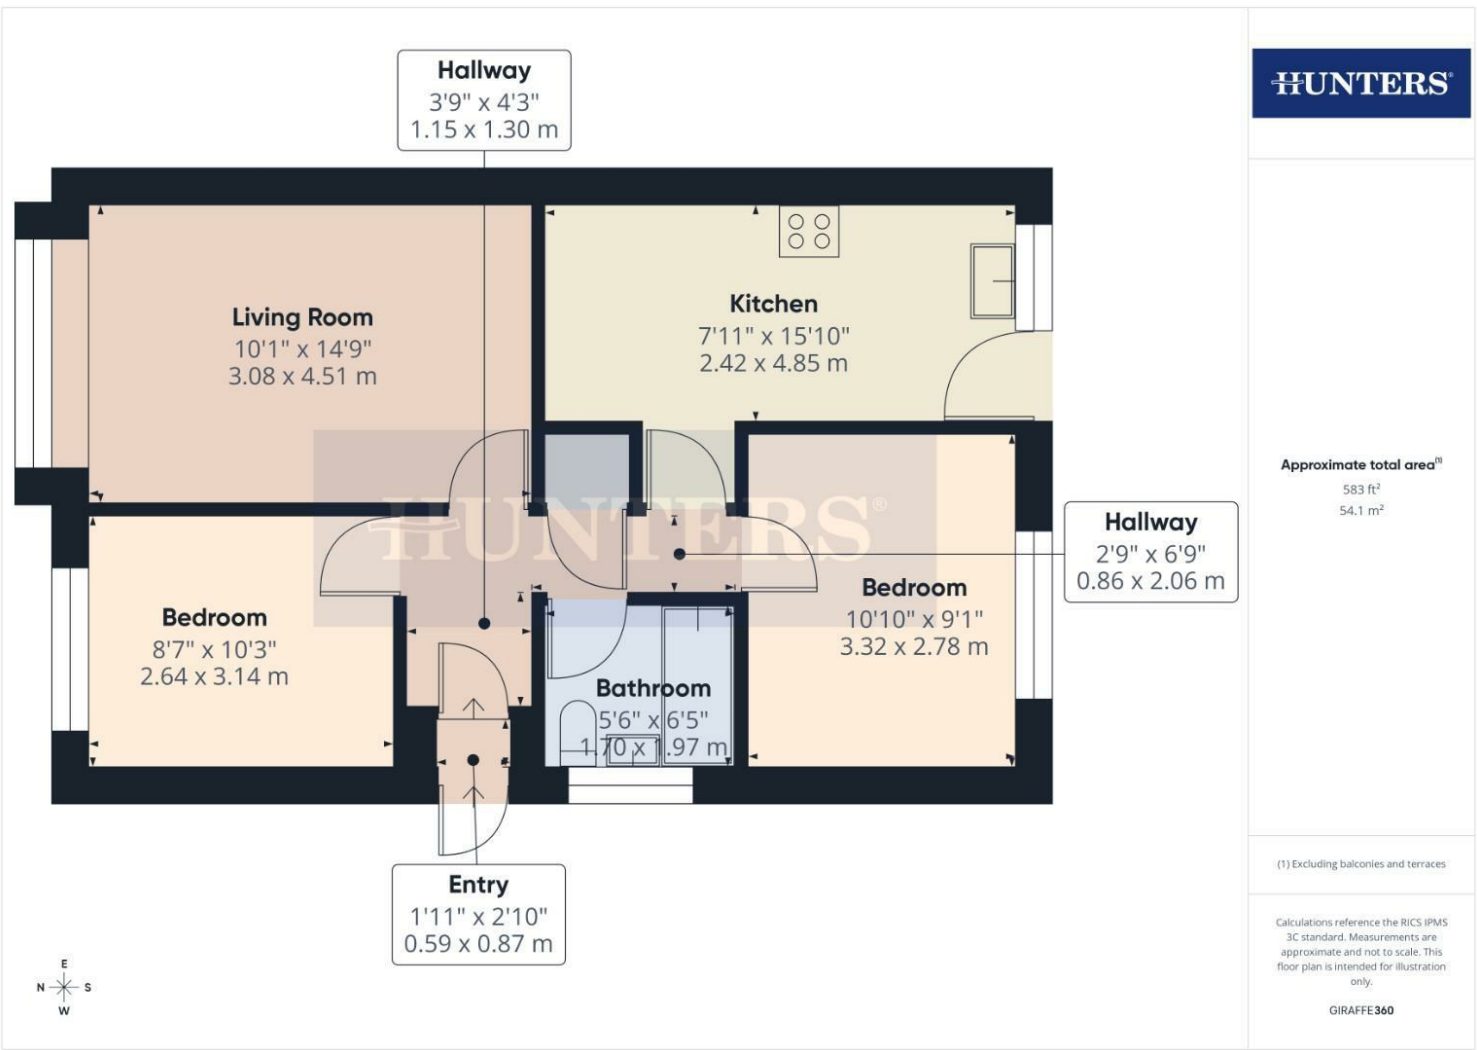 Hallway
3'9" x 4'3"
1.15 x 1.30 m
HUNTERS®
Living Room
10'1" x 14'9"
3.08 x 4.51 m
Kitchen
7'11" x 15'10"
2.42 x 4.85 m
HUNTERS®
Hallway
2'9" x 6'9"
0.86 x 2.06 m
Bedroom
8'7" x 10'3"
2.64 x 3.14 m
Bedroom
10'10" x 9'1"
3.32 x 2.78 m
Bathroom
5'6" x 6'5"
1.70 x 1.97 m
Entry
1'11" x 2'10"
0.59 x 0.87 m
E
N S
W
Approximate total area(1)
583 ft²
54.1 m²
(1) Excluding balconies and terraces
Calculations reference the RICS IPMS
3C standard. Measurements are
approximate and not to scale. This
floor plan is intended for illustration
only.
GIRAFFE360